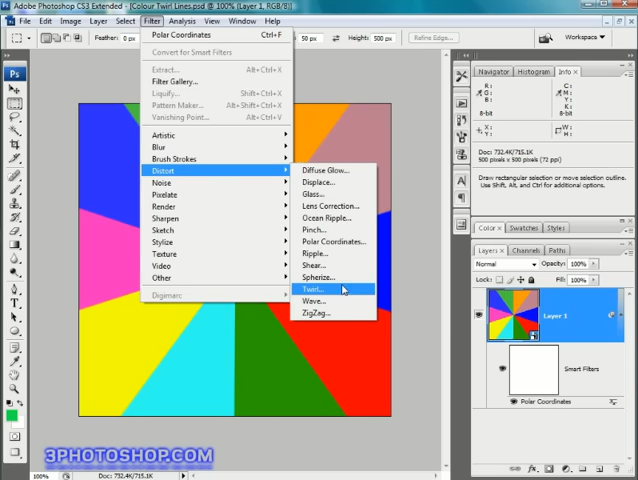 Adobe Photoshop CS3 Extended - [Colour Twirl Lines.psd @ 100% (Layer 1, RGB/8)]
File Edit Image Layer Select Filter Analysis View Window Help
Feather: 0 px 50 px Height: 500 px Refine Edge... Workspace
Polar Coordinates Ctrl+F
Convert for Smart Filters
Extract... Alt+Ctrl+X
Filter Gallery...
Liquify... Shift+Ctrl+X
Pattern Maker... Alt+Shift+Ctrl+X
Vanishing Point... Alt+Ctrl+V
Artistic
Blur
Brush Strokes
Distort
Noise
Pixelate
Render
Sharpen
Sketch
Stylize
Texture
Video
Other
Digimarc
Diffuse Glow...
Displace...
Glass...
Lens Correction...
Ocean Ripple...
Pinch...
Polar Coordinates...
Ripple...
Shear...
Spherize...
Twirl...
Wave...
ZigZag...
Navigator Histogram Info
R: C:
G: M:
B: Y:
K:
8-bit 8-bit
X: W:
Y: H:
Doc: 732.4K/715.1K
500 pixels x 500 pixels (72 ppi)
Draw rectangular selection or move selection outline. Use Shift, Alt, and Ctrl for additional options.
Color Swatches Styles
Layers Channels Paths
Normal Opacity: 100%
Lock: Fill: 100%
Layer 1
Smart Filters
Polar Coordinates
3PHOTOSHOP.COM
100% Doc: 732.4K/715.1K